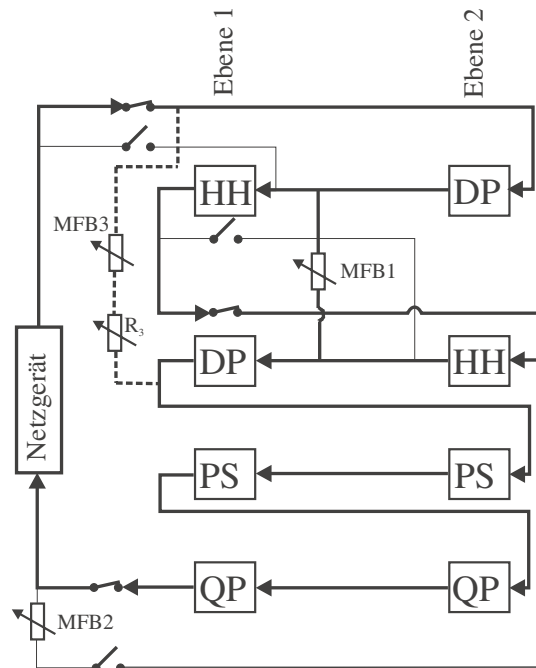 Ebene 1
Ebene 2
HH
DP
MFB3
MFB1
R₃
DP
HH
Netzgerät
PS
PS
QP
QP
MFB2